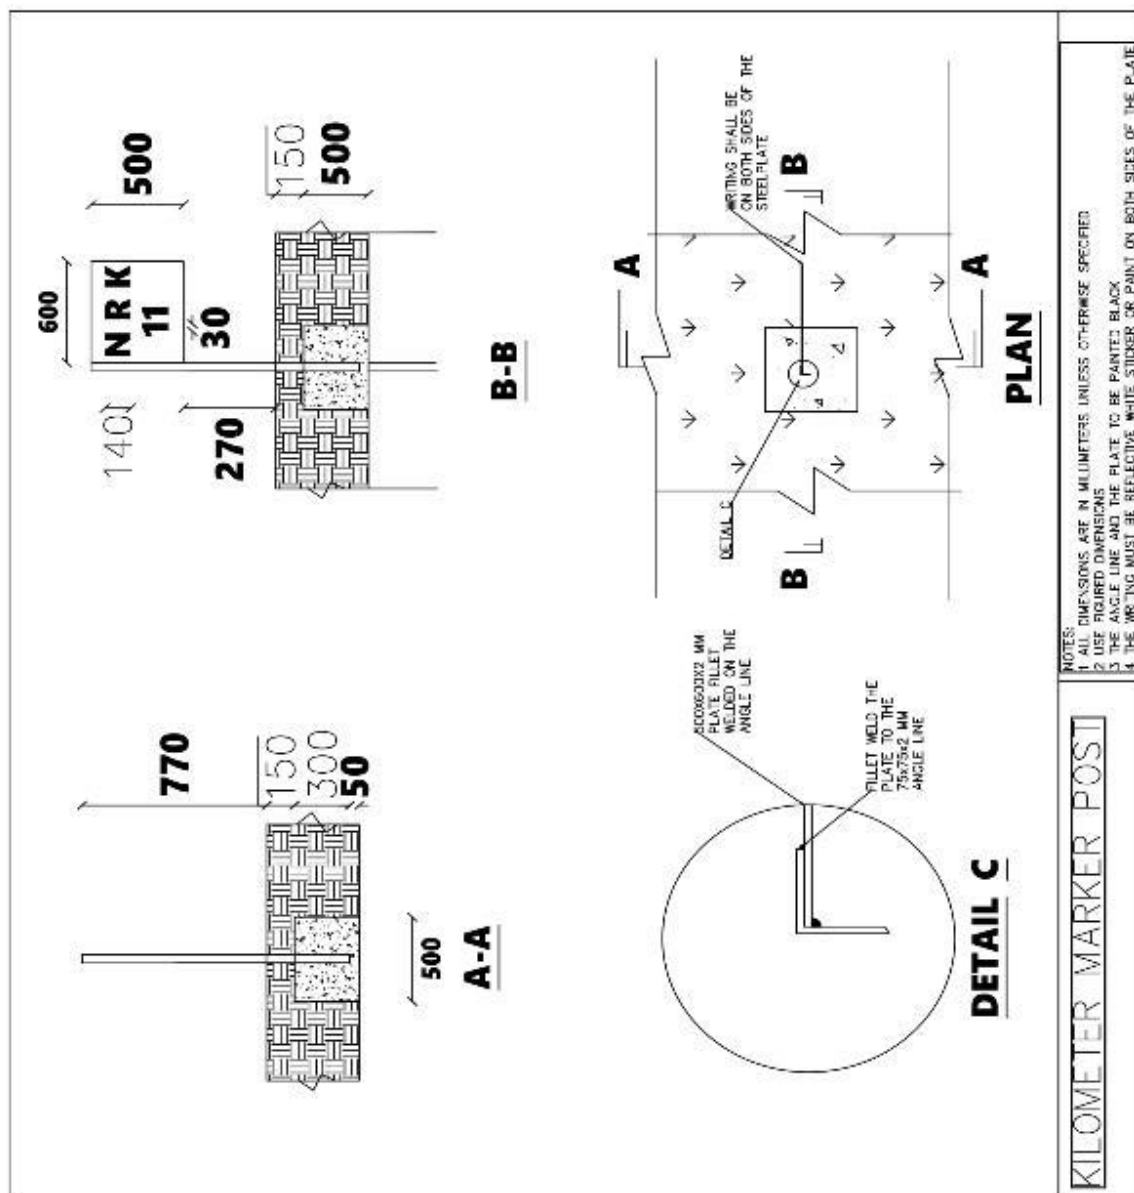 770
150
300
50
500
A-A
500
600
N R K
11
30
140
270
150
500
B-B
PLATE FILLET
WELDED ON THE
ANGLE LINE
FILLET WELD THE
PLATE TO THE
75x75x2 MM
ANGLE LINE
DETAIL C
WRITING SHALL BE
ON BOTH SIDES OF THE
STEELPLATE
DETAIL C
A
A
B
B
PLAN
KILOMETER MARKER POST
NOTES:
1 ALL DIMENSIONS ARE IN MILLIMETERS UNLESS OTHERWISE SPECIFIED
2 USE FIGURED DIMENSIONS
3 THE ANGLE LINE AND THE PLATE TO BE PAINTED BLACK
4 THE WRITING MUST BE REFLECTIVE WHITE STICKER OR PAINT ON BOTH SIDES OF THE PLATE